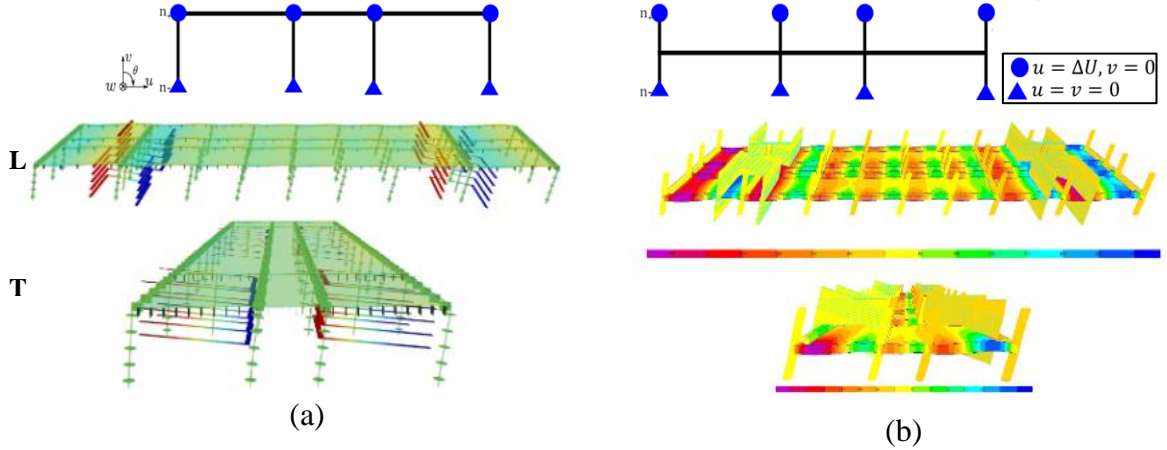 n+
v
θ
w
u
n-
n
n-
u = ΔU, v = 0
u = v = 0
L
T
(a)
(b)